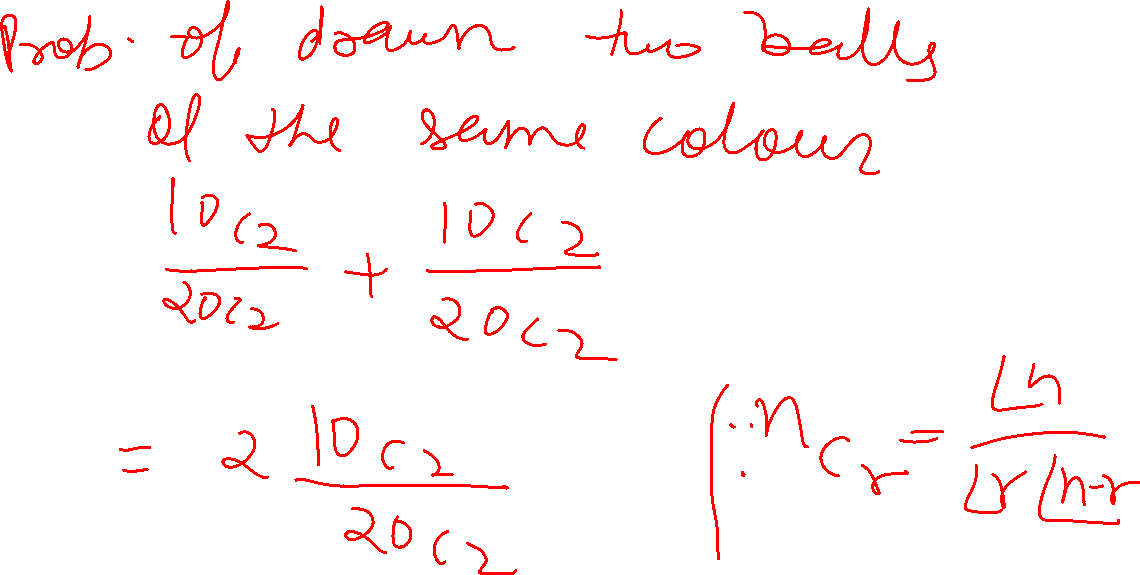 Prob. of drawn two balls
of the same colour
10c2/20c2 + 10c2/20c2
= 2 10c2/20c2
∵ ncr = ⌊n / ⌊r ⌊n-r